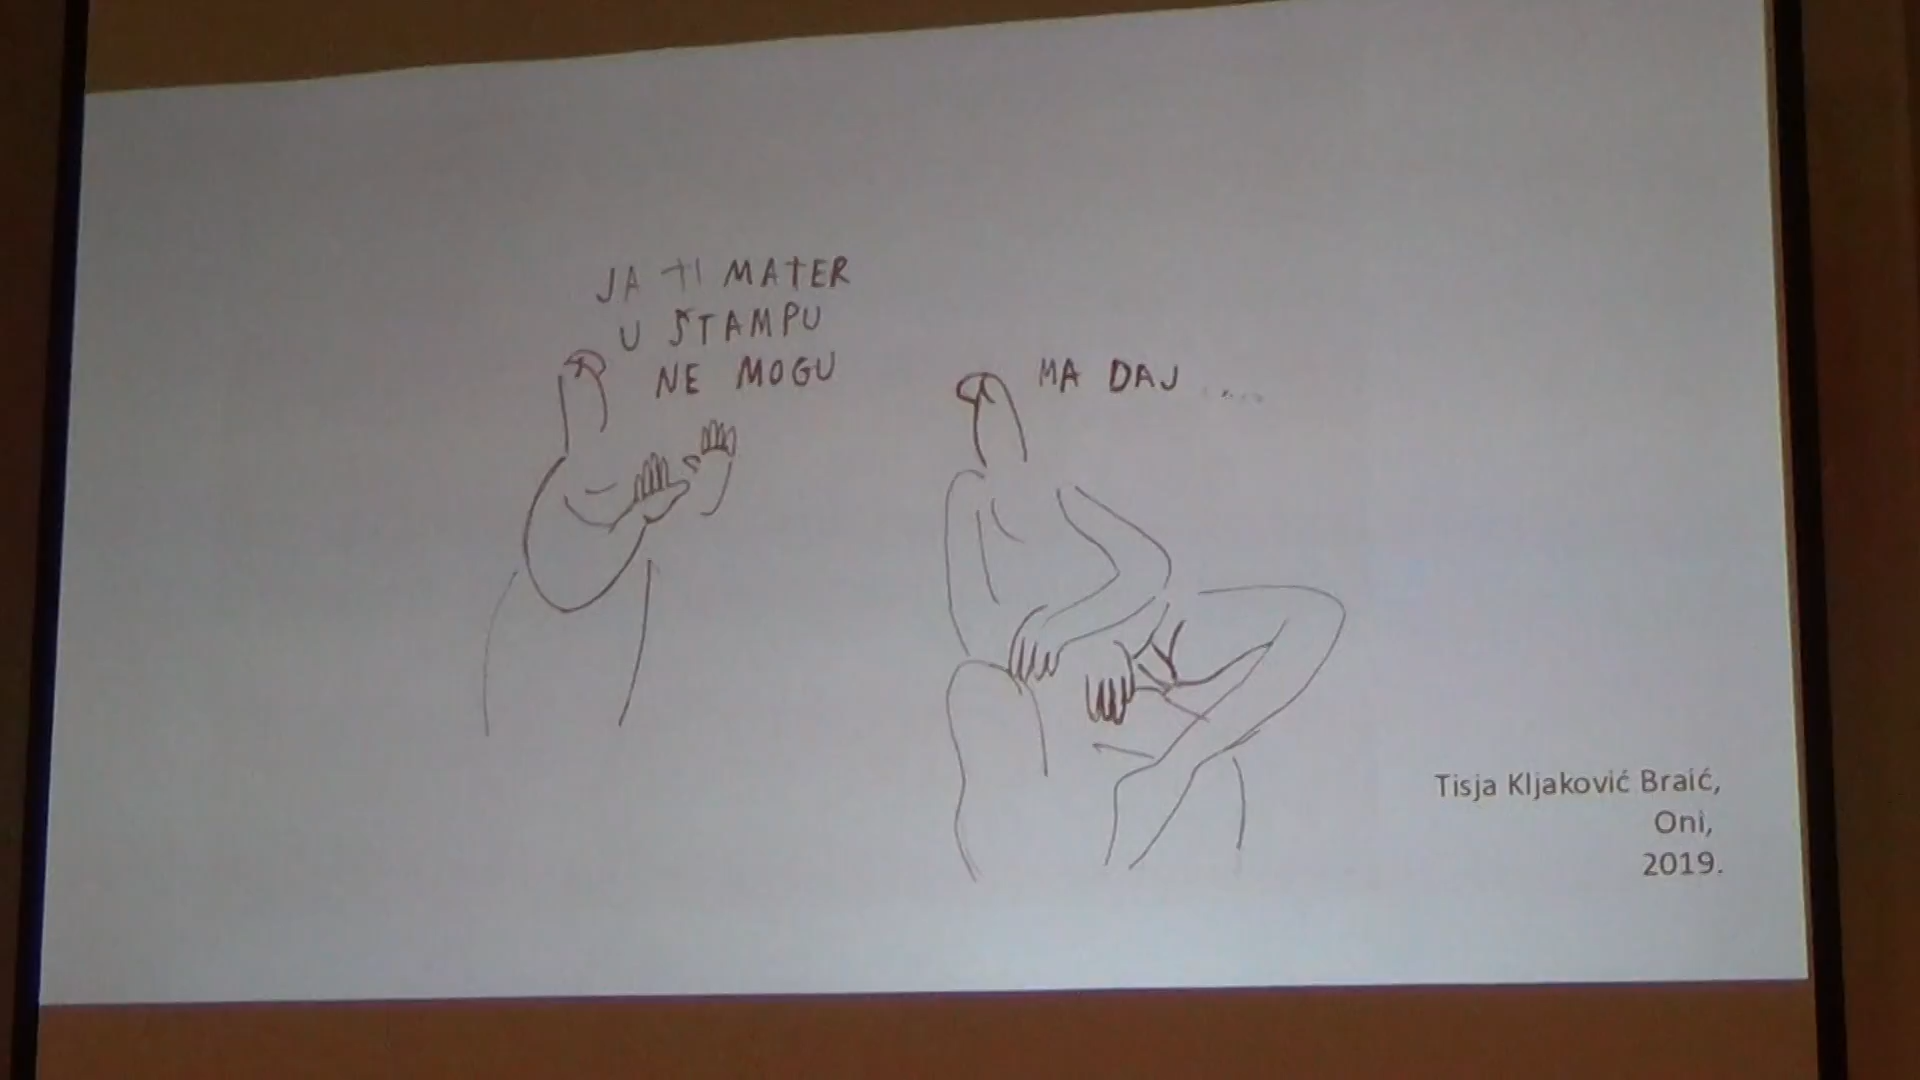 JA TI MATER
U ŠTAMPU
NE MOGU
MA DAJ ....
Tisja Kljaković Braić,
Oni,
2019.